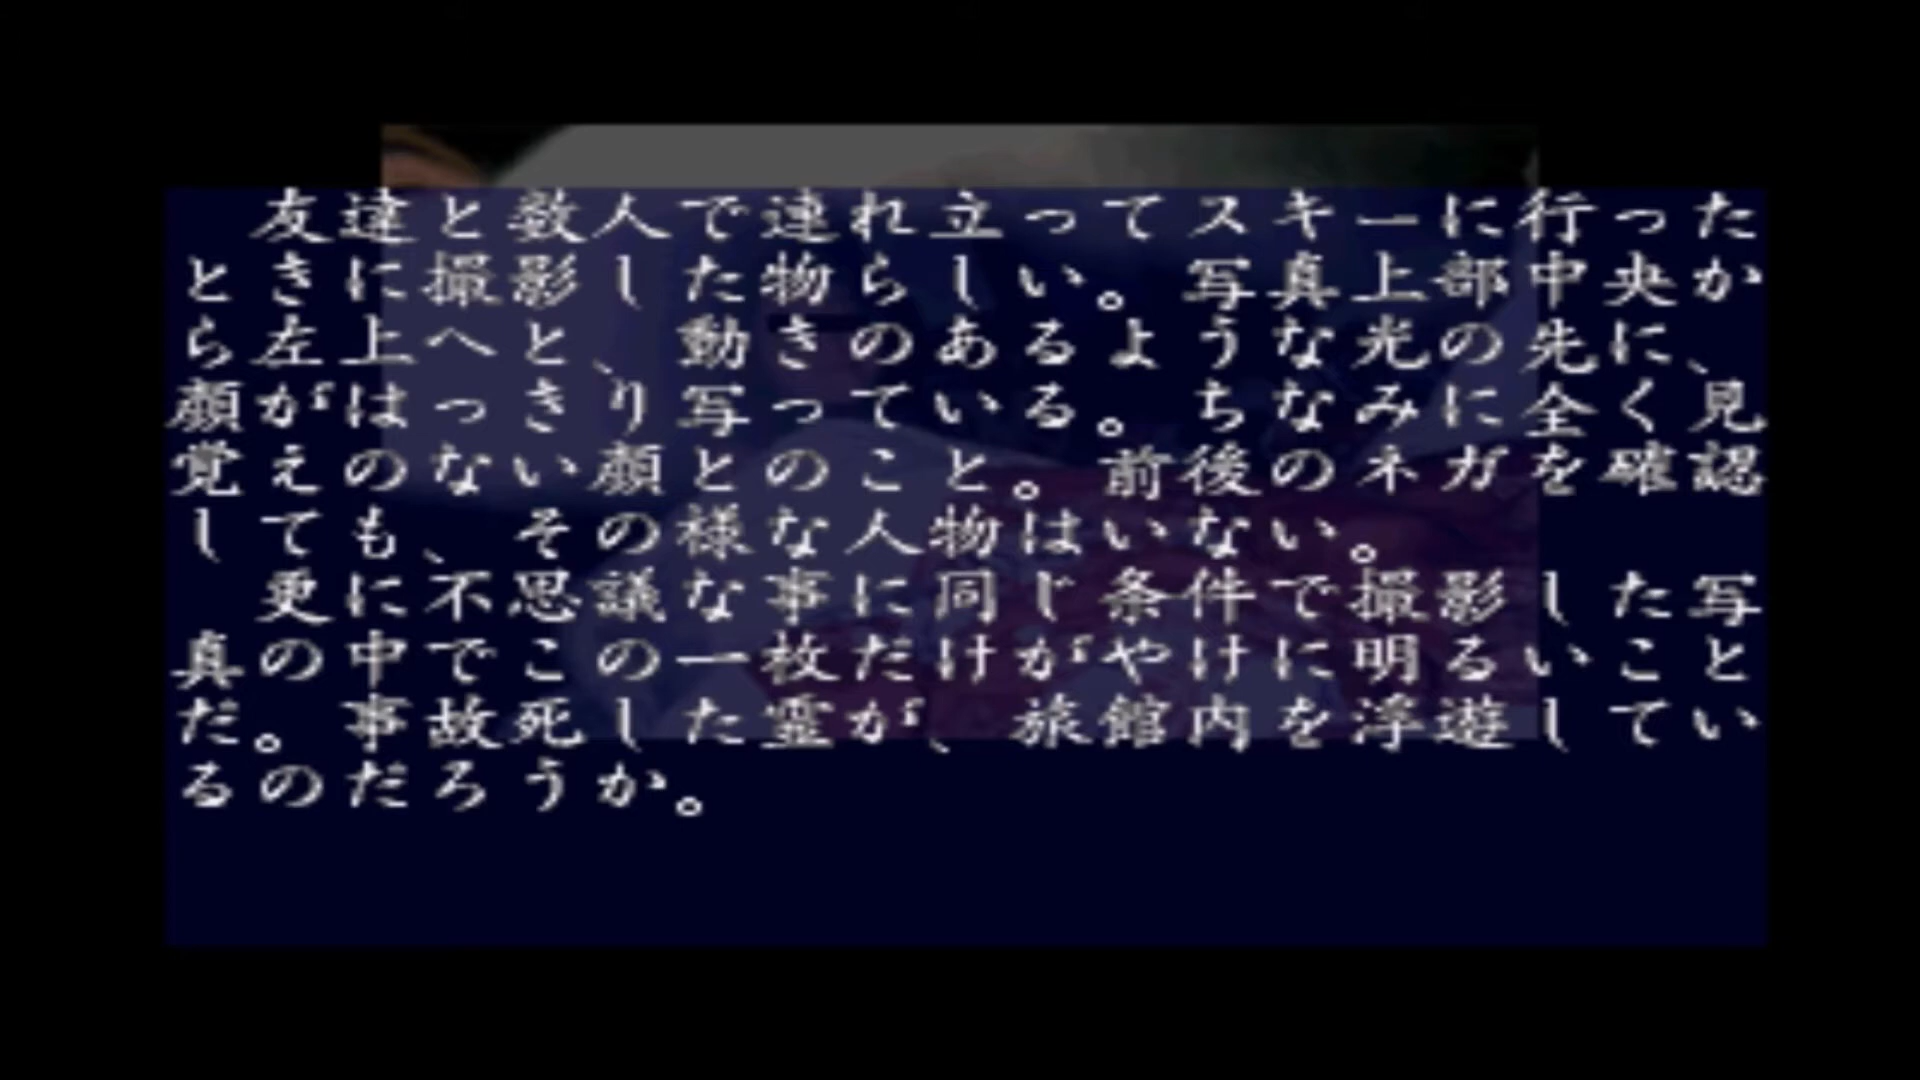 友達と数人で連れ立ってスキーに行った
ときに撮影した物らしい。写真上部中央か
ら左上へと、動きのあるような光の先に、
顔がはっきり写っている。ちなみに全く見
覚えのない顔とのこと。前後のネガを確認
しても、その様な人物はいない。
　更に不思議な事に同じ条件で撮影した写
真の中でこの一枚だけがやけに明るいこと
だ。事故死した霊が、旅館内を浮遊してい
るのだろうか。